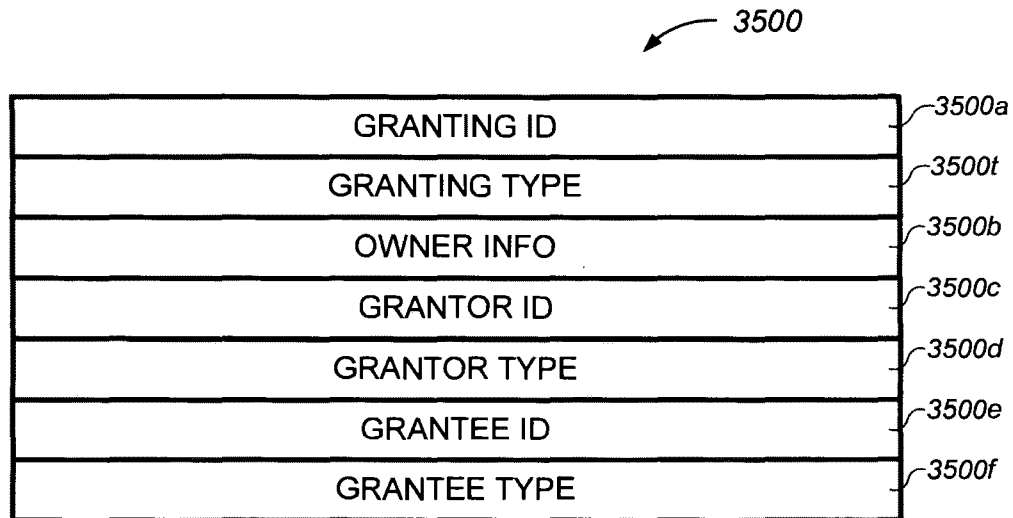 3500
GRANTING ID 3500a
GRANTING TYPE 3500t
OWNER INFO 3500b
GRANTOR ID 3500c
GRANTOR TYPE 3500d
GRANTEE ID 3500e
GRANTEE TYPE 3500f